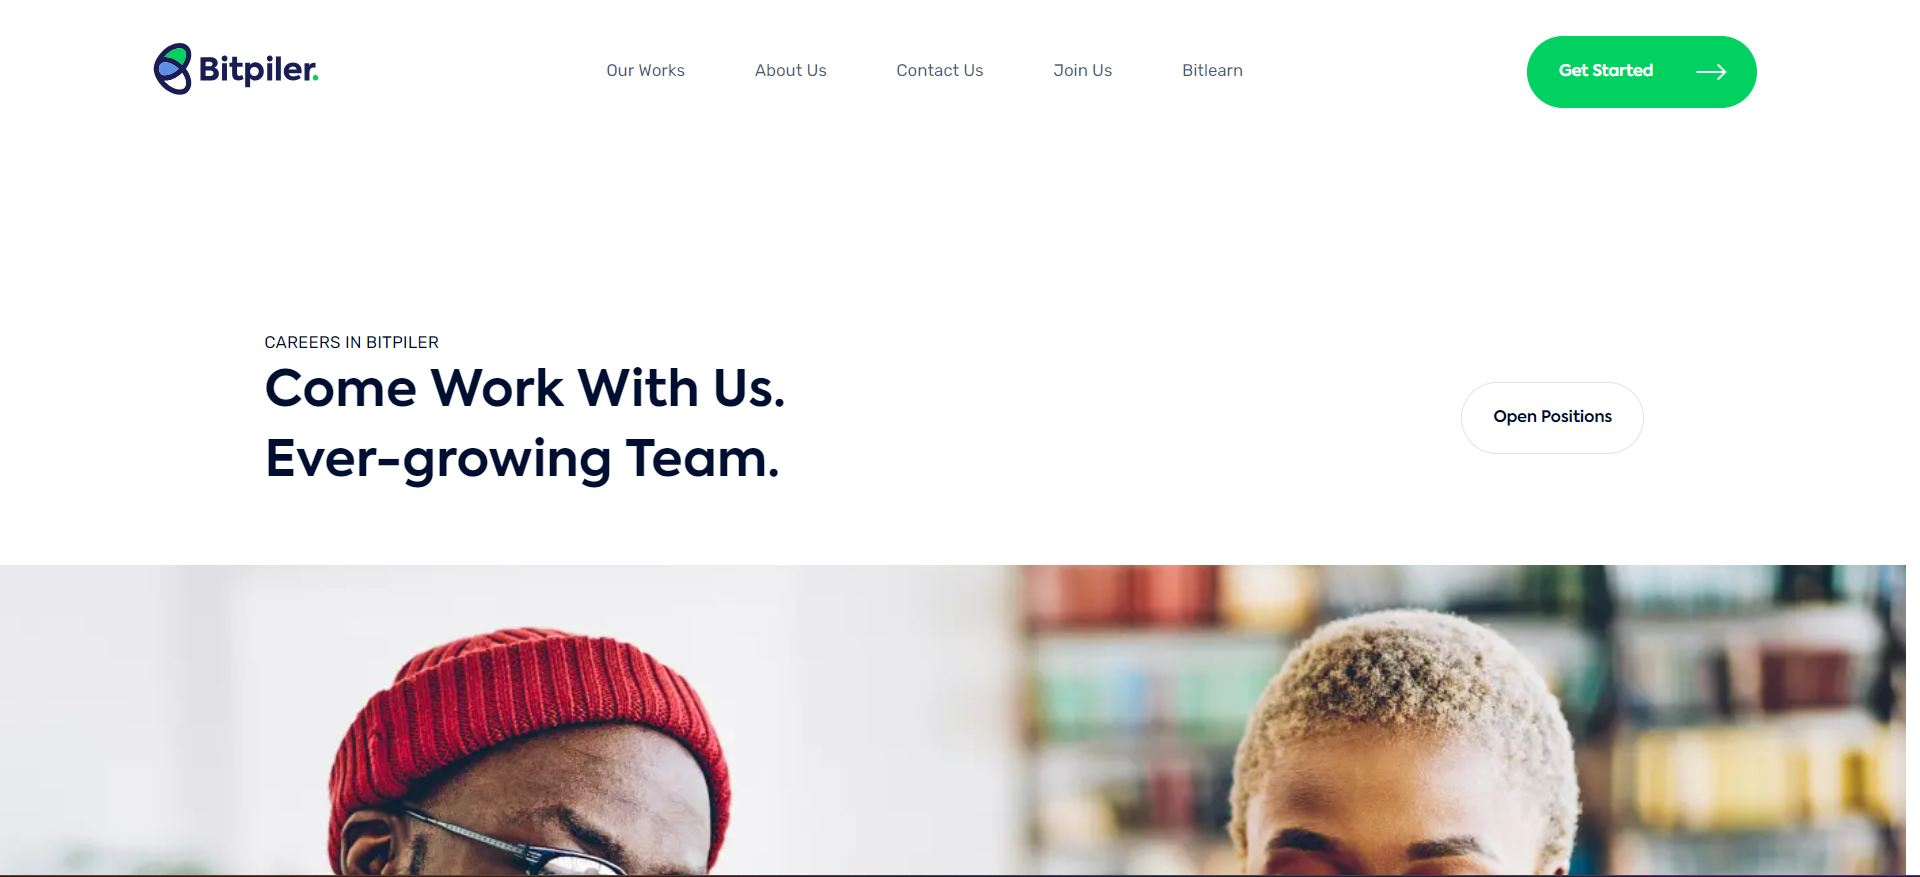 Bitpiler.
Our Works
About Us
Contact Us
Join Us
Bitlearn
Get Started
CAREERS IN BITPILER
Come Work With Us.
Ever-growing Team.
Open Positions